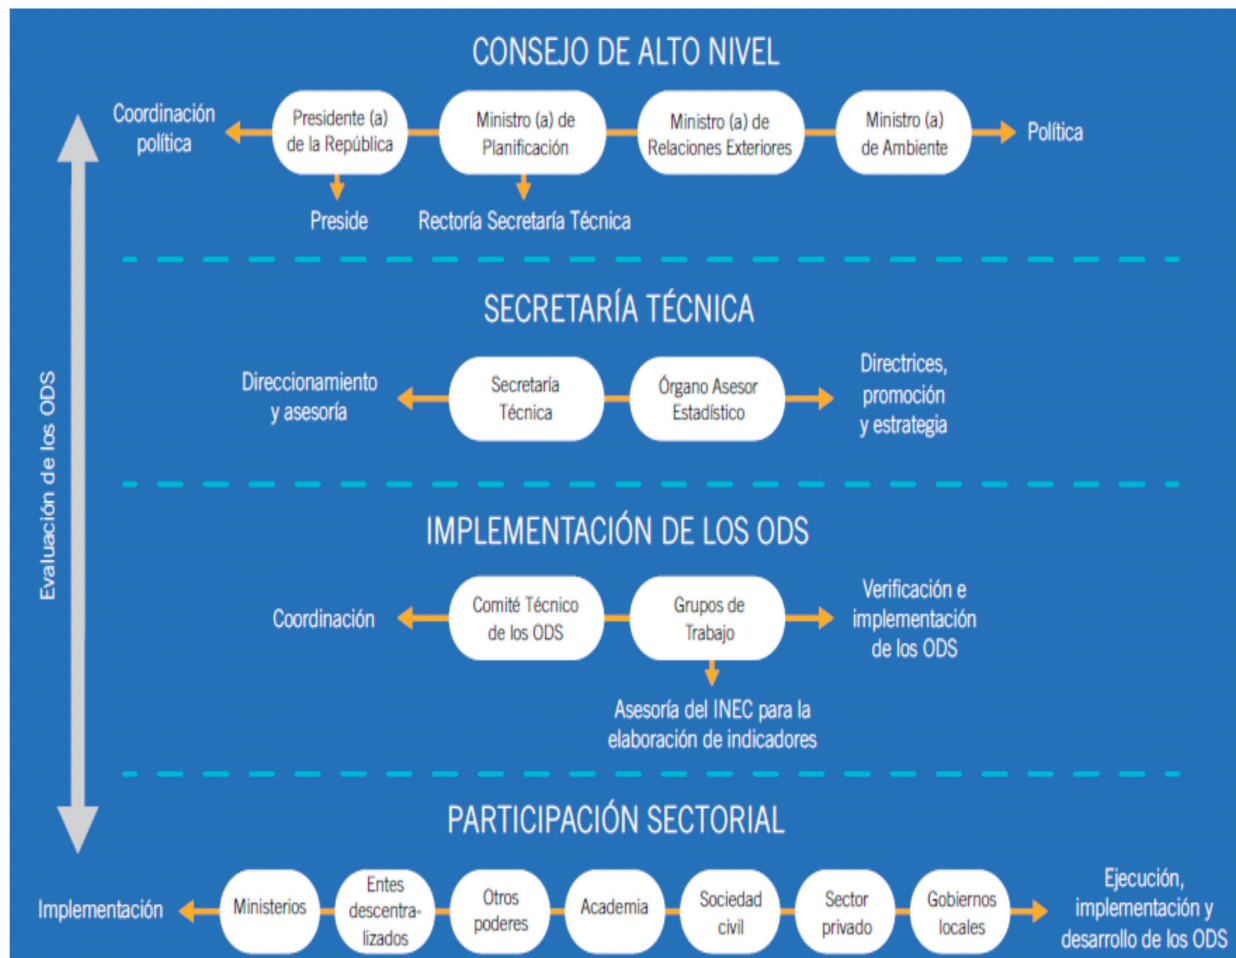 CONSEJO DE ALTO NIVEL
Coordinación
política
Presidente (a)
de la República
Ministro (a) de
Planificación
Ministro (a) de
Relaciones Exteriores
Ministro (a)
de Ambiente
Política
Preside
Rectoría Secretaría Técnica
Evaluación de los ODS
SECRETARÍA TÉCNICA
Direccionamiento
y asesoría
Secretaría
Técnica
Órgano Asesor
Estadístico
Directrices,
promoción
y estrategia
IMPLEMENTACIÓN DE LOS ODS
Coordinación
Comité Técnico
de los ODS
Grupos de
Trabajo
Verificación e
implementación
de los ODS
Asesoría del INEC para la
elaboración de indicadores
PARTICIPACIÓN SECTORIAL
Implementación
Ministerios
Entes
descentra-
lizados
Otros
poderes
Academia
Sociedad
civil
Sector
privado
Gobiernos
locales
Ejecución,
implementación y
desarrollo de los ODS